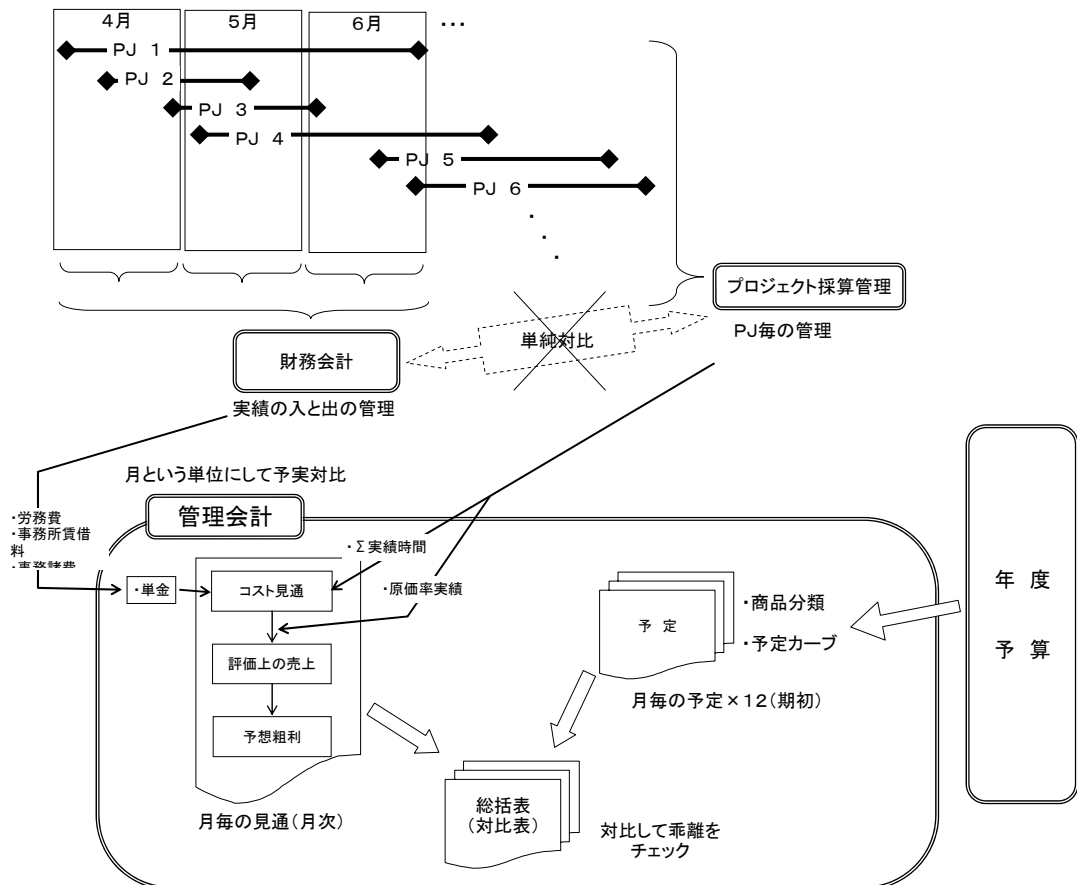 4月
5月
6月
・・・
PJ 1
PJ 2
PJ 3
PJ 4
PJ 5
PJ 6
・
・
・
プロジェクト採算管理
PJ毎の管理
単純対比
財務会計
実績の入と出の管理
月という単位にして予実対比
・労務費
・事務所賃借
料
・事務諸費
管理会計
・Σ実績時間
・単金
コスト見通
・原価率実績
評価上の売上
予想粗利
月毎の見通(月次)
予 定
・商品分類
・予定カーブ
月毎の予定×12(期初)
年 度
予 算
総括表
(対比表)
対比して乖離を
チェック